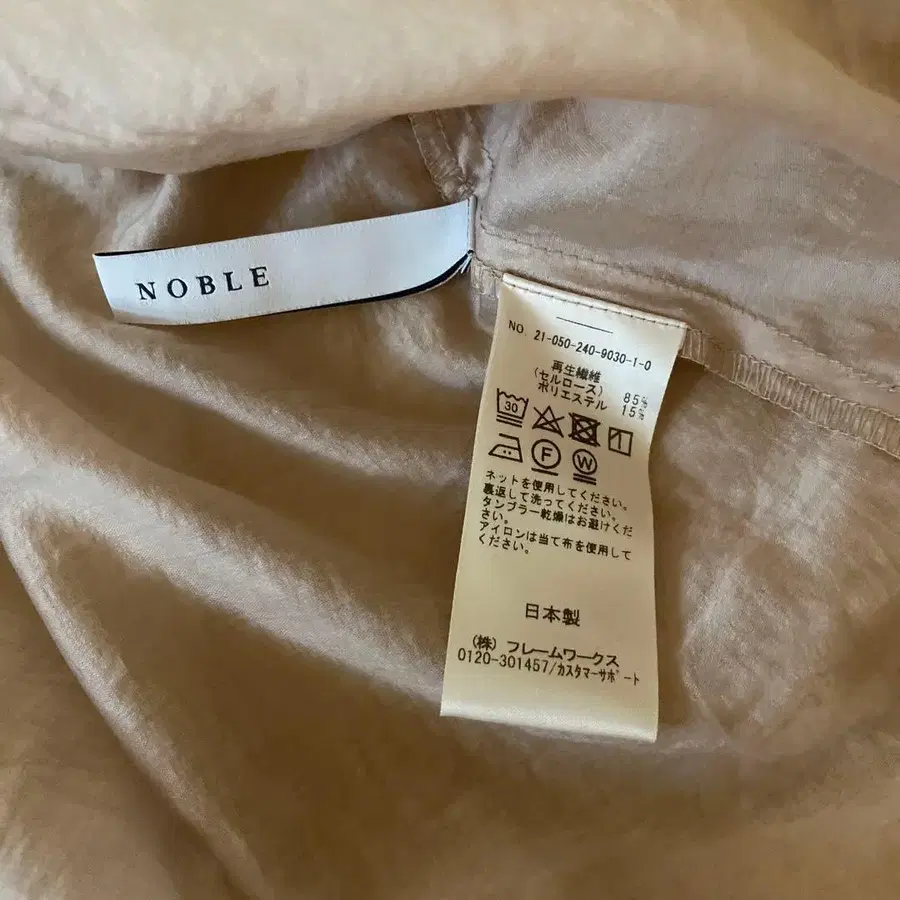 NOBLE
NO. 21-050-240-9030-1-0
再生繊維
(セルロース) 85%
ポリエステル 15%
30
F W
ネットを使用してください。
裏返して洗ってください。
タンブラー乾燥はお避けくだ
さい。
アイロンは当て布を使用して
ください。
日本製
(株) フレームワークス
0120-301457/カスタマーサポート